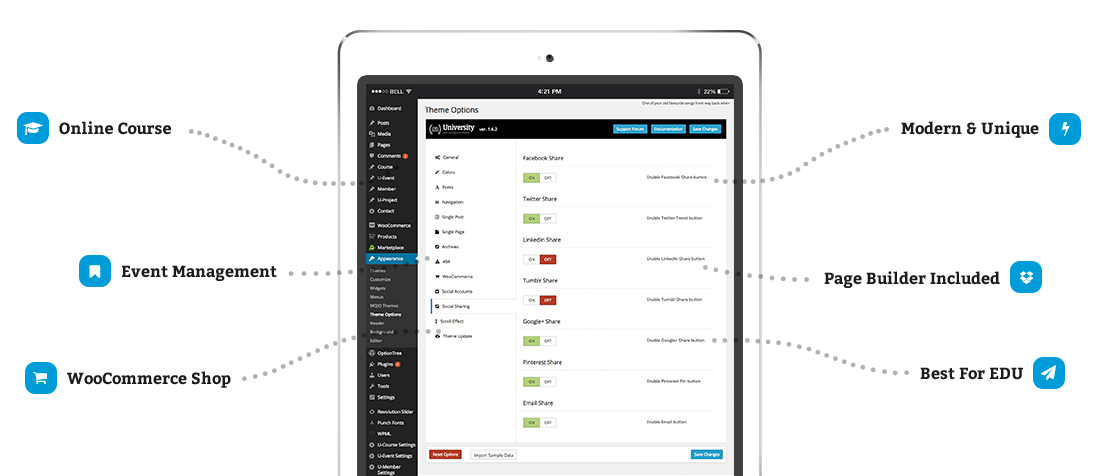 ●●●○○ BELL
4:21 PM
22%
One of your old favourite songs from way back when
Dashboard
Posts
Media
Pages
Comments
Course
U-Event
Member
U-Project
Contact
WooCommerce
Products
Marketplace
Appearance
Themes
Customize
Widgets
Menus
MOJO Themes
Theme Options
Header
Background
Editor
OptionTree
Plugins
Users
Tools
Settings
Revolution Slider
Punch Fonts
WPML
U-Course Settings
U-Event Settings
U-Member
Settings
Theme Options
University ver. 1.6.2
Support Forum
Documentation
Save Changes
General
Colors
Fonts
Navigation
Single Post
Single Page
Archives
404
WooCommerce
Social Accounts
Social Sharing
Scroll Effect
Theme Update
Facebook Share
ON OFF Enable Facebook Share button
Twitter Share
ON OFF Enable Twitter Tweet button
LinkedIn Share
ON OFF Enable LinkedIn Share button
Tumblr Share
ON OFF Enable Tumblr Share button
Google+ Share
ON OFF Enable Google+ Share button
Pinterest Share
ON OFF Enable Pinterest Pin button
Email Share
ON OFF Enable Email button
Reset Options
Import Sample Data
Save Changes
Online Course
Event Management
WooCommerce Shop
Modern & Unique
Page Builder Included
Best For EDU